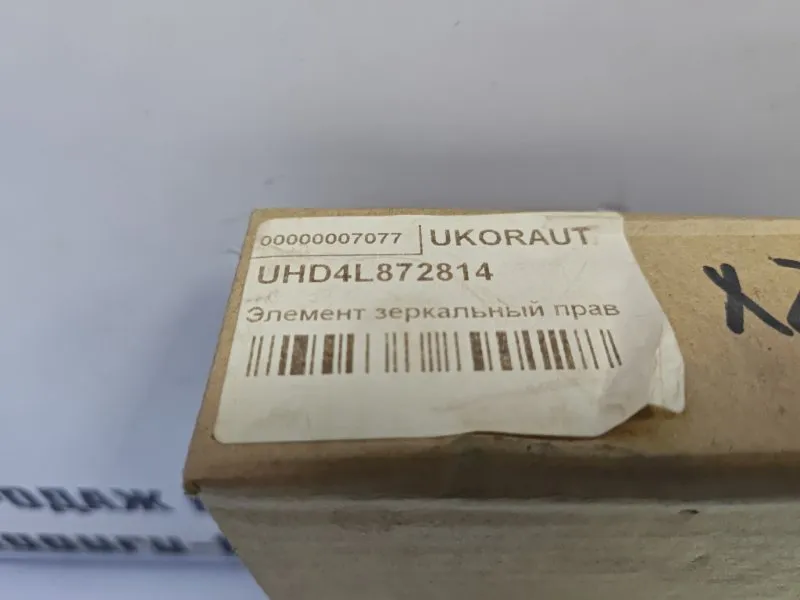 00000007077 UKORAUT
UHD4L872814
Элемент зеркальный прав